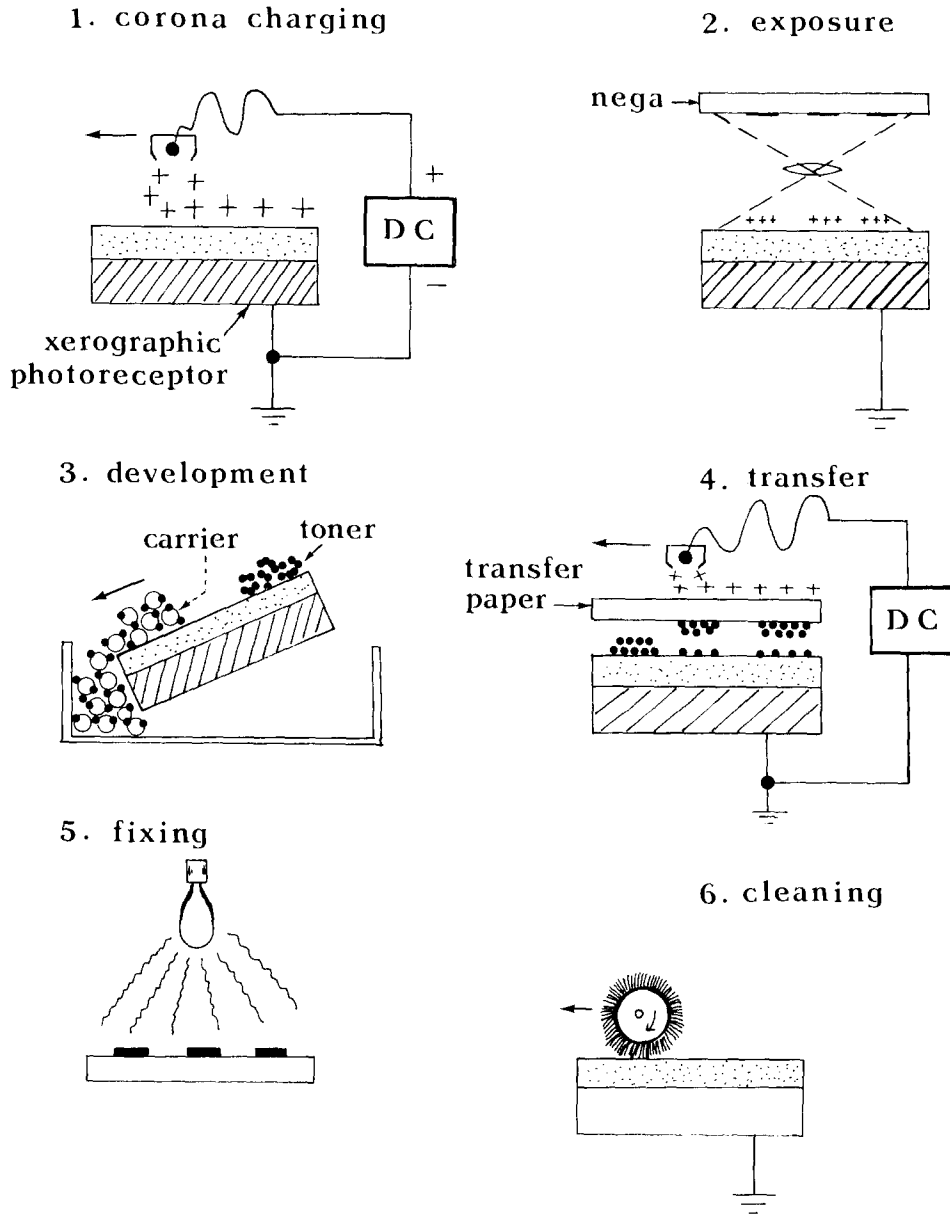 1. corona charging
+
DC
−
xerographic
photoreceptor
2. exposure
nega
3. development
carrier
toner
4. transfer
transfer
paper
DC
5. fixing
6. cleaning